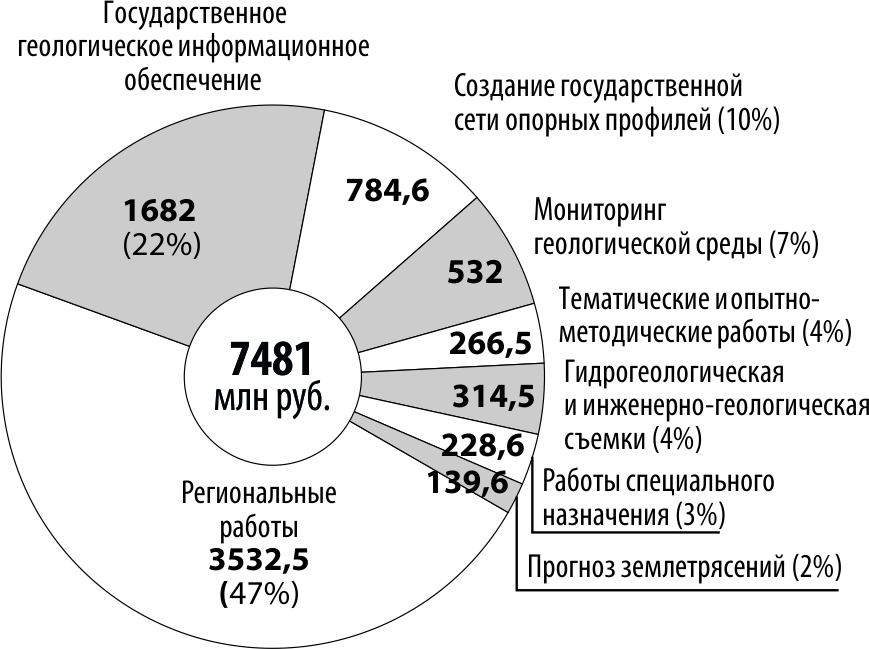 Государственное
геологическое информационное
обеспечение
1682
(22%)
784,6
Создание государственной
сети опорных профилей (10%)
532
Мониторинг
геологической среды (7%)
266,5
Тематические и опытно-
методические работы (4%)
314,5
Гидрогеологическая
и инженерно-геологическая
съемки (4%)
228,6
Работы специального
назначения (3%)
139,6
Прогноз землетрясений (2%)
7481
млн руб.
Региональные
работы
3532,5
(47%)